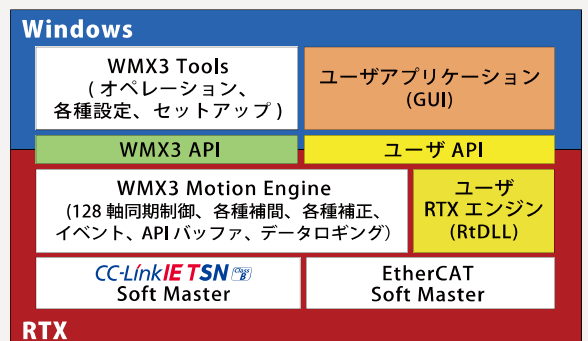 Windows
WMX3 Tools
( オペレーション、
各種設定、セットアップ )
ユーザアプリケーション
(GUI)
WMX3 API
ユーザ API
WMX3 Motion Engine
(128 軸同期制御、各種補間、各種補正、
イベント、API バッファ、データロギング)
ユーザ
RTX エンジン
(RtDLL)
CC-Link IE TSN Class B
Soft Master
EtherCAT
Soft Master
RTX